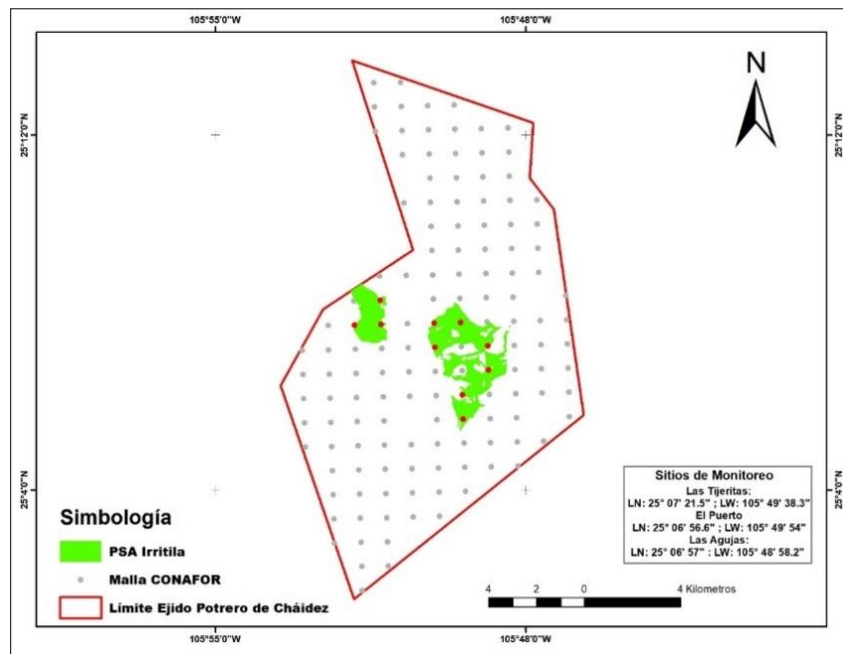 105°55'0"W 105°48'0"W
N
25°12'0"N 25°12'0"N
25°4'0"N 25°4'0"N
Sitios de Monitoreo
Las Tijeritas:
LN: 25° 07' 21.5" ; LW: 105° 49' 38.3"
El Puerto
LN: 25° 06' 56.6" ; LW: 105° 49' 54"
Las Agujas:
LN: 25° 06' 57" ; LW: 105° 48' 58.2"
Simbología
PSA Irritila
Malla CONAFOR
Límite Ejido Potrero de Cháidez
4 2 0 4 Kilometros
105°55'0"W 105°48'0"W